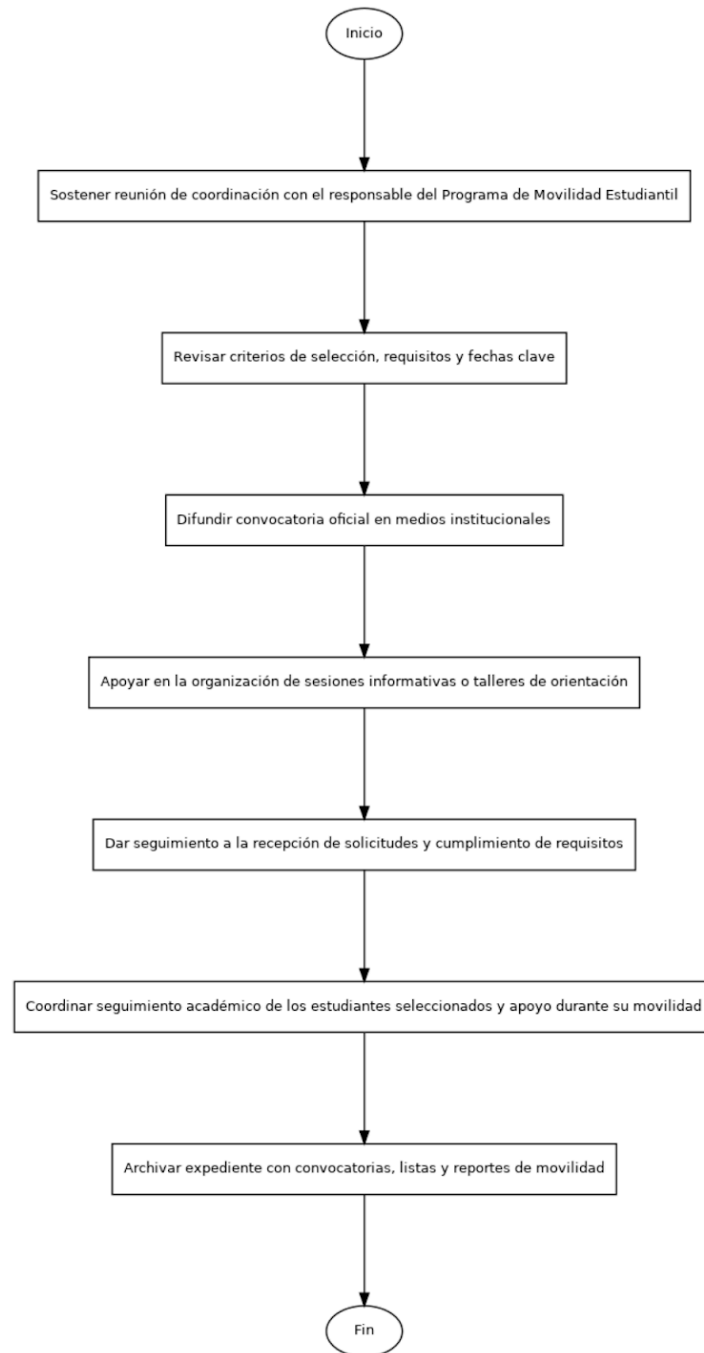 Inicio
Sostener reunión de coordinación con el responsable del Programa de Movilidad Estudiantil
Revisar criterios de selección, requisitos y fechas clave
Difundir convocatoria oficial en medios institucionales
Apoyar en la organización de sesiones informativas o talleres de orientación
Dar seguimiento a la recepción de solicitudes y cumplimiento de requisitos
Coordinar seguimiento académico de los estudiantes seleccionados y apoyo durante su movilidad
Archivar expediente con convocatorias, listas y reportes de movilidad
Fin